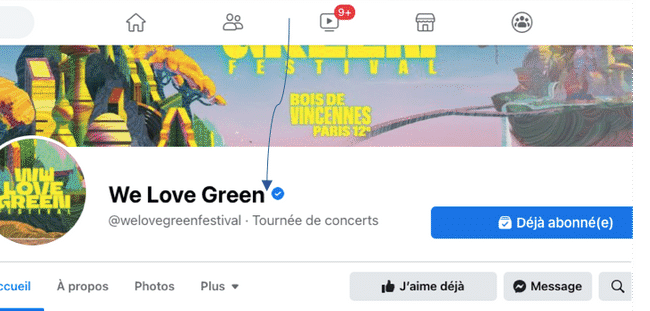 9+
GREEN
FESTIVAL
BOIS DE
VINCENNES
PARIS 12e
WE
LOVE
GREEN
FESTIVAL
We Love Green
@welovegreenfestival · Tournée de concerts
Déjà abonné(e)
ccueil À propos Photos Plus J'aime déjà Message